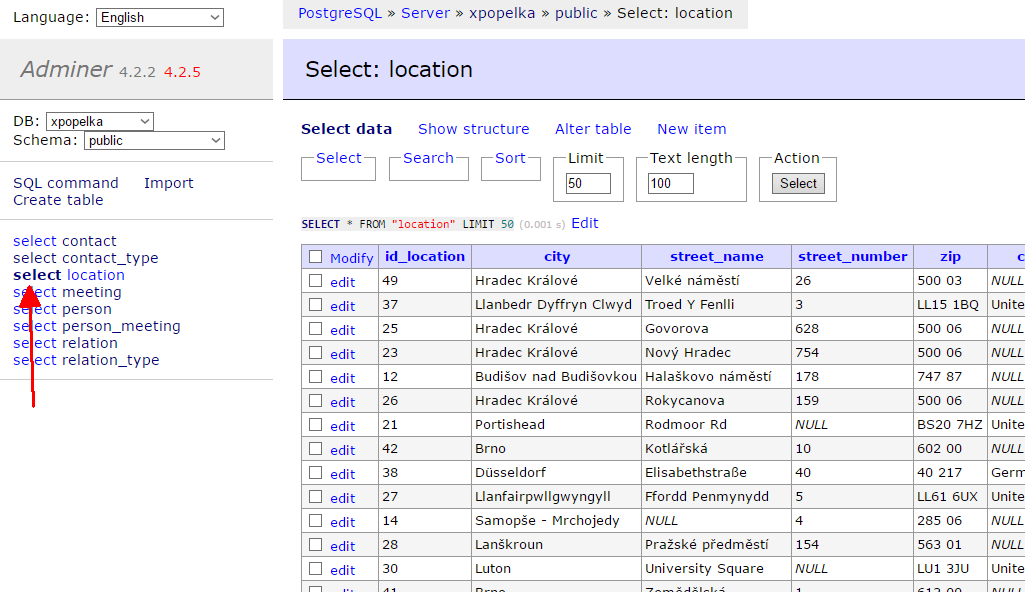 Language: English
PostgreSQL » Server » xpopelka » public » Select: location
Adminer 4.2.2 4.2.5
Select: location
DB: xpopelka
Schema: public
SQL command Import
Create table
select contact
select contact_type
select location
select meeting
select person
select person_meeting
select relation
select relation_type
Select data Show structure Alter table New item
Select Search Sort Limit Text length Action
50 100 Select
SELECT * FROM "location" LIMIT 50 (0.001 s) Edit
Modify id_location city street_name street_number zip c
edit 49 Hradec Králové Velké náměstí 26 500 03 NULL
edit 37 Llanbedr Dyffryn Clwyd Troed Y Fenlli 3 LL15 1BQ Unite
edit 25 Hradec Králové Govorova 628 500 06 NULL
edit 23 Hradec Králové Nový Hradec 754 500 06 NULL
edit 12 Budišov nad Budišovkou Halaškovo náměstí 178 747 87 NULL
edit 26 Hradec Králové Rokycanova 159 500 06 NULL
edit 21 Portishead Rodmoor Rd NULL BS20 7HZ Unite
edit 42 Brno Kotlářská 10 602 00 NULL
edit 38 Düsseldorf Elisabethstraße 40 40 217 Germ
edit 27 Llanfairpwllgwyngyll Ffordd Penmynydd 5 LL61 6UX Unite
edit 14 Samopše - Mrchojedy NULL 4 285 06 NULL
edit 28 Lanškroun Pražské předměstí 154 563 01 NULL
edit 30 Luton University Square NULL LU1 3JU Unite
edit 41 Brno Zemědělská 1 613 00 NULL